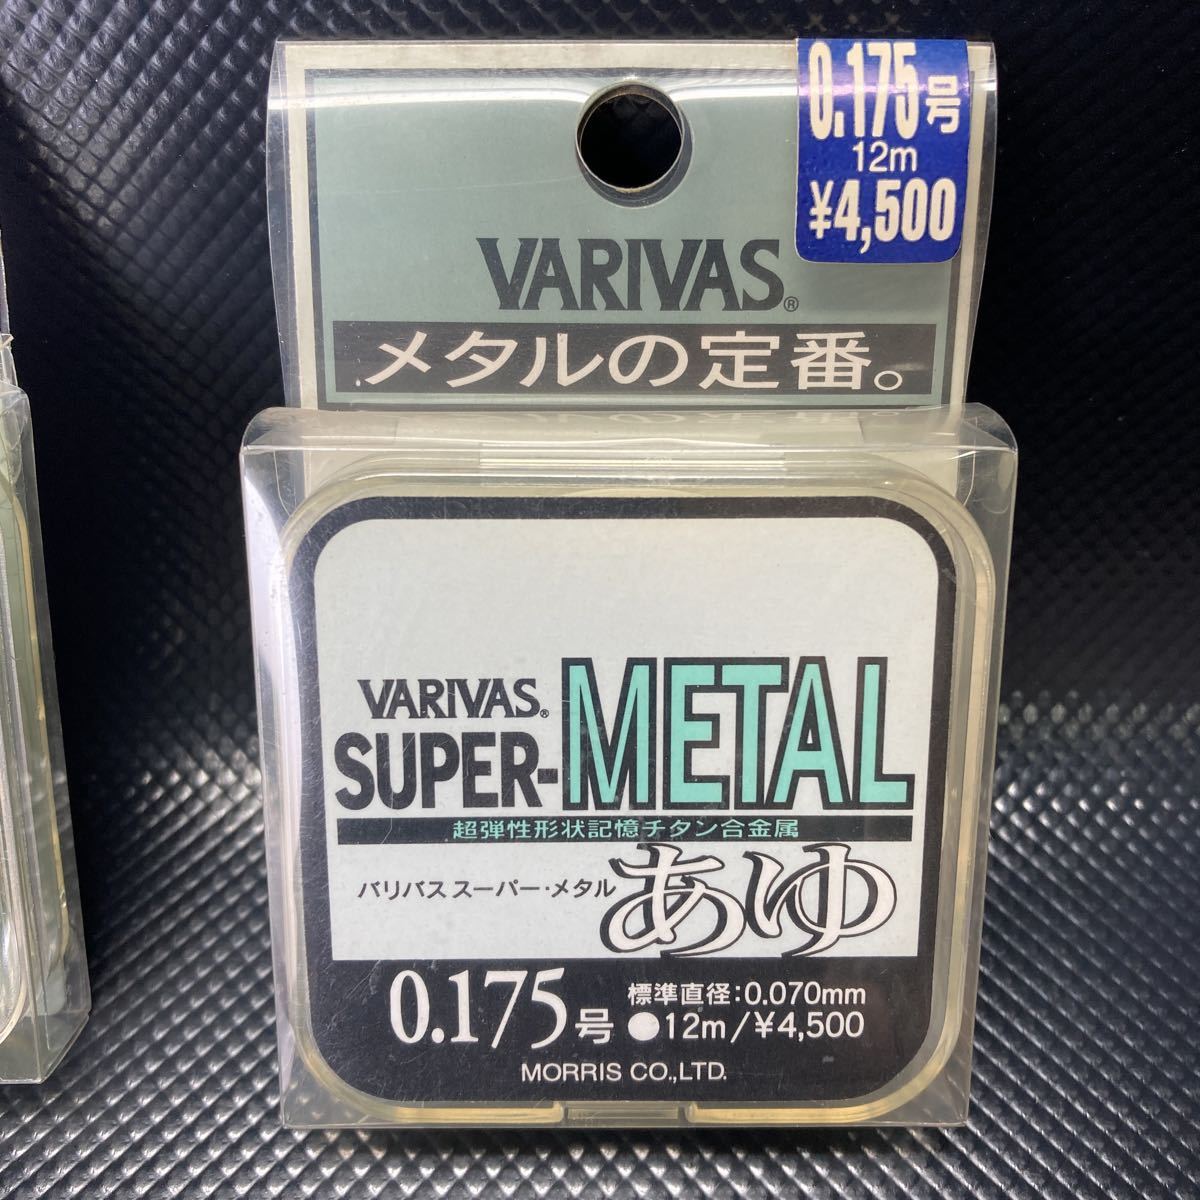 0.175号
12m
¥4,500
VARIVAS®
メタルの定番。
VARIVAS®
SUPER-METAL
超弾性形状記憶チタン合金属
バリバス スーパー・メタル あゆ
0.175号 標準直径:0.070mm
●12m/¥4,500
MORRIS CO.,LTD.